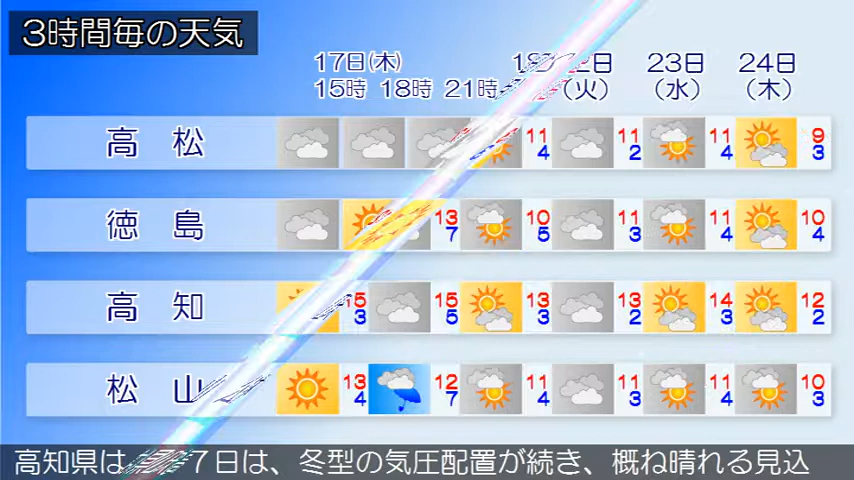 3時間毎の天気
17日(木) 22日 23日 24日
15時 18時 21時 (火) (水) (木)
高松 11 4 11 2 11 4 9 3
徳島 13 7 10 5 11 3 11 4 10 4
高知 15 3 15 5 13 3 13 2 14 3 12 2
松山 13 4 12 7 11 4 11 3 11 4 10 3
高知県は 7日は、冬型の気圧配置が続き、概ね晴れる見込